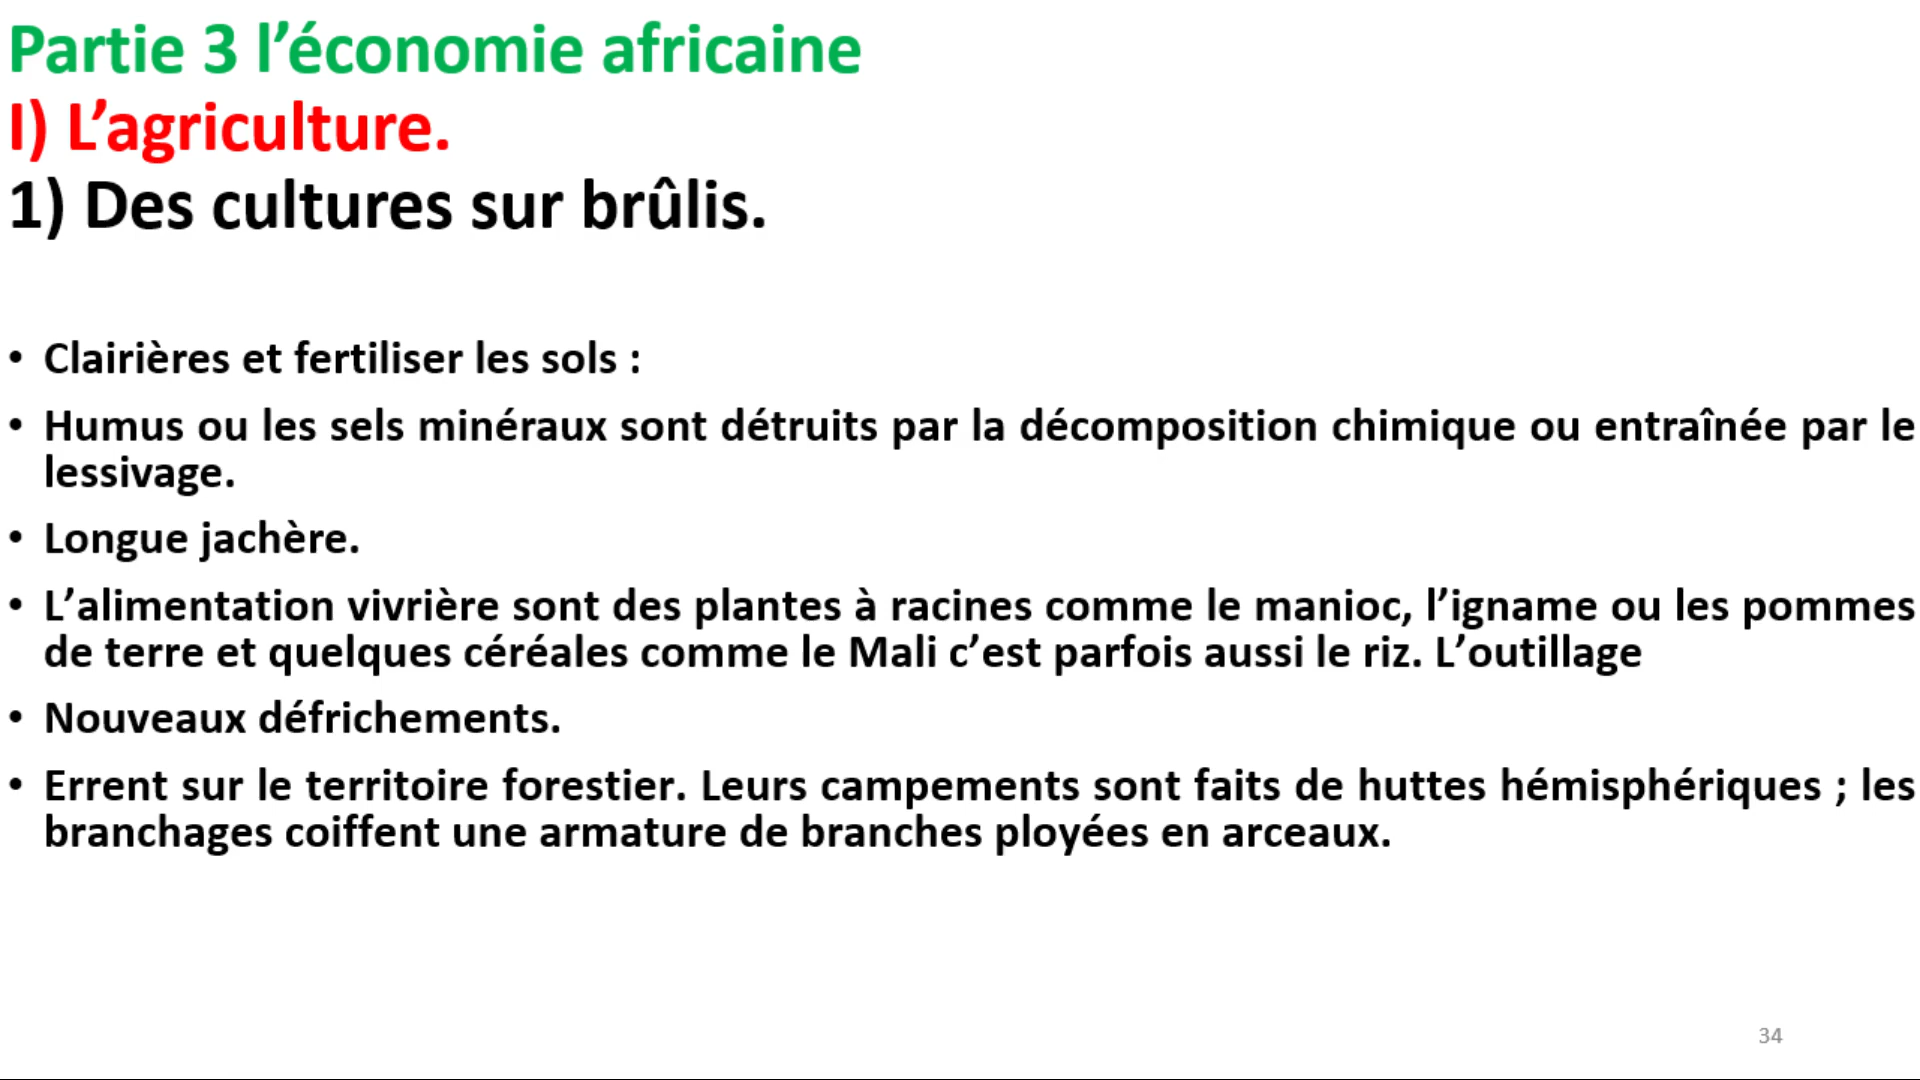 Partie 3 l’économie africaine
I) L’agriculture.
1) Des cultures sur brûlis.
• Clairières et fertiliser les sols :
• Humus ou les sels minéraux sont détruits par la décomposition chimique ou entraînée par le
lessivage.
• Longue jachère.
• L’alimentation vivrière sont des plantes à racines comme le manioc, l’igname ou les pommes
de terre et quelques céréales comme le Mali c’est parfois aussi le riz. L’outillage
• Nouveaux défrichements.
• Errent sur le territoire forestier. Leurs campements sont faits de huttes hémisphériques ; les
branchages coiffent une armature de branches ployées en arceaux.
34